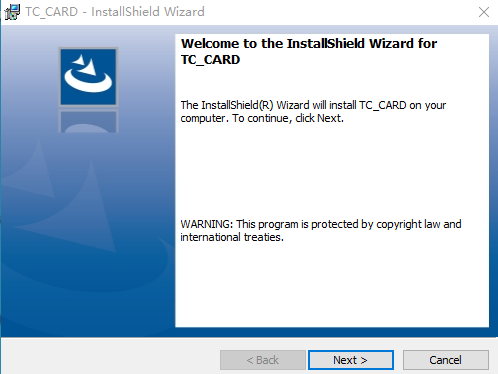 TC_CARD - InstallShield Wizard
Welcome to the InstallShield Wizard for
TC_CARD
The InstallShield(R) Wizard will install TC_CARD on your
computer. To continue, click Next.
WARNING: This program is protected by copyright law and
international treaties.
< Back
Next >
Cancel